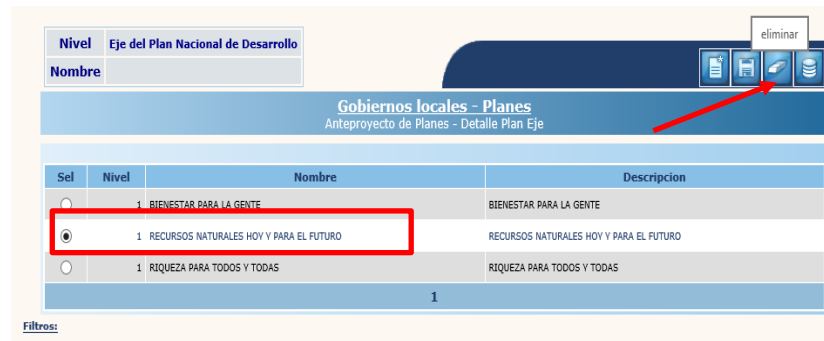 eliminar
Nivel Eje del Plan Nacional de Desarrollo
Nombre
Gobiernos locales - Planes
Anteproyecto de Planes - Detalle Plan Eje
Sel Nivel Nombre Descripcion
1 BIENESTAR PARA LA GENTE BIENESTAR PARA LA GENTE
1 RECURSOS NATURALES HOY Y PARA EL FUTURO RECURSOS NATURALES HOY Y PARA EL FUTURO
1 RIQUEZA PARA TODOS Y TODAS RIQUEZA PARA TODOS Y TODAS
1
Filtros: